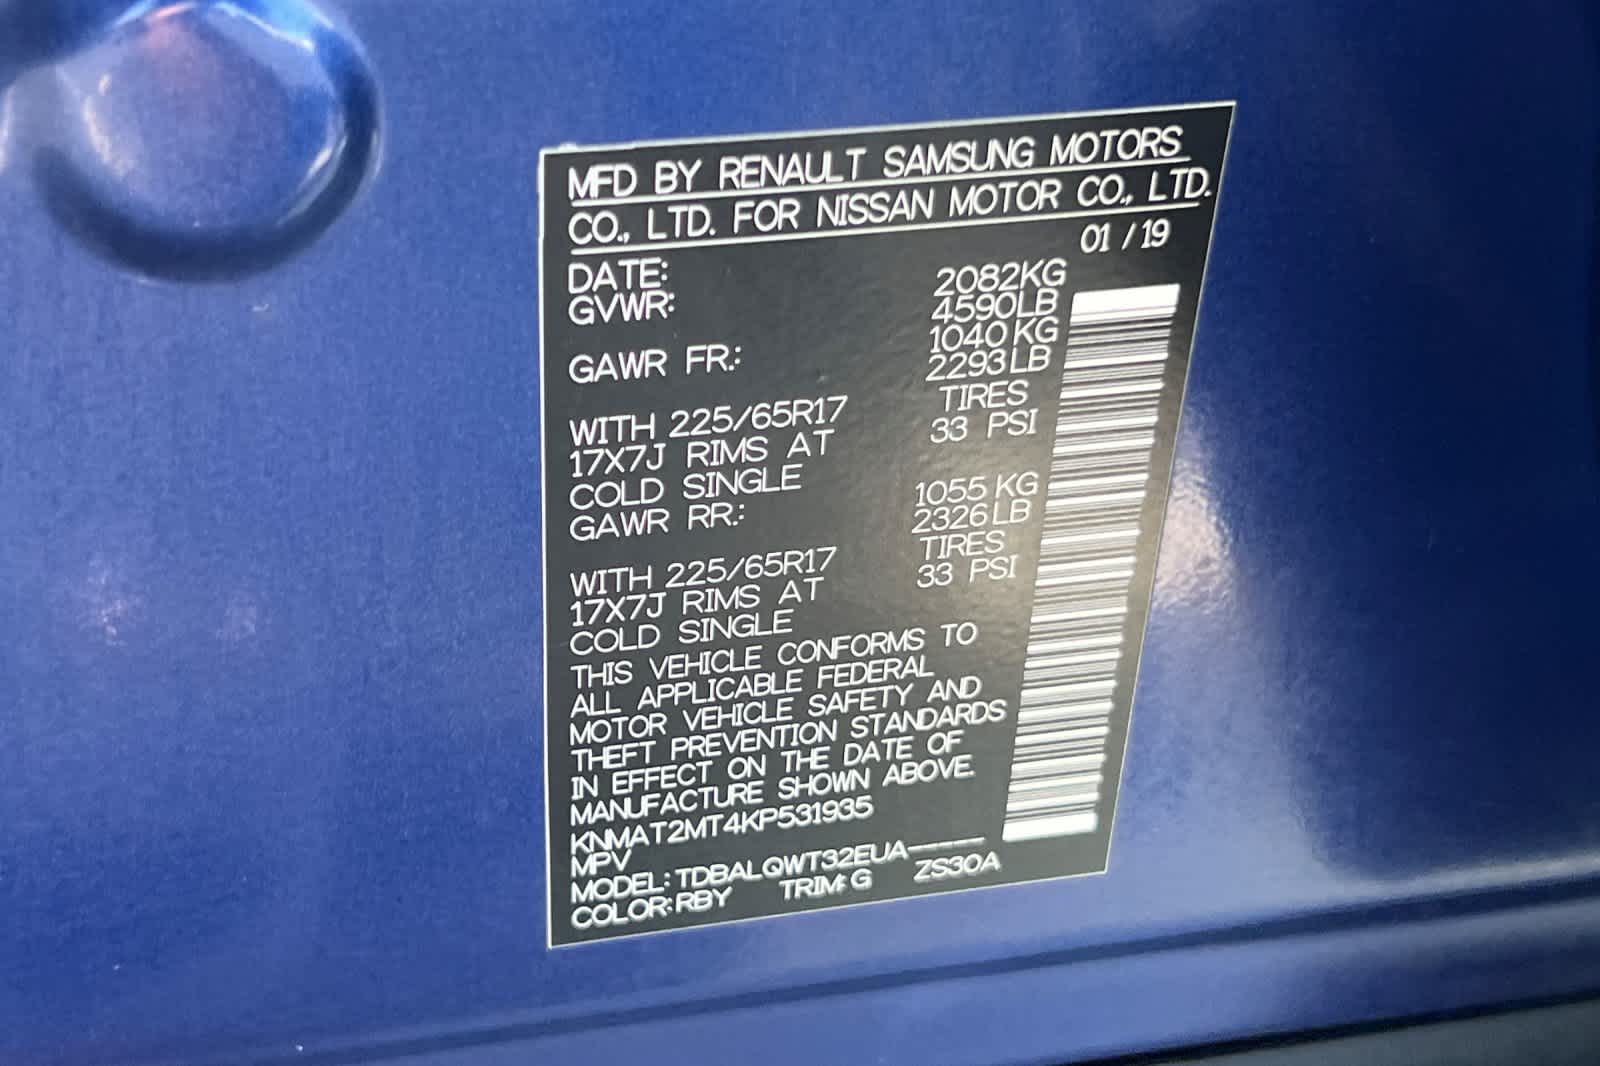 MFD BY RENAULT SAMSUNG MOTORS
CO., LTD. FOR NISSAN MOTOR CO., LTD.
DATE: 01 / 19
GVWR: 2082KG
4590LB
GAWR FR.: 1040 KG
2293LB
WITH 225/65R17 TIRES
17X7J RIMS AT 33 PSI
COLD SINGLE
GAWR RR.: 1055 KG
2326LB
WITH 225/65R17 TIRES
17X7J RIMS AT 33 PSI
COLD SINGLE
THIS VEHICLE CONFORMS TO
ALL APPLICABLE FEDERAL
MOTOR VEHICLE SAFETY AND
THEFT PREVENTION STANDARDS
IN EFFECT ON THE DATE OF
MANUFACTURE SHOWN ABOVE.
KNMAT2MT4KP531935
MPV
MODEL: TDBALQWT32EUA-----
COLOR:RBY TRIM: G ZS30A